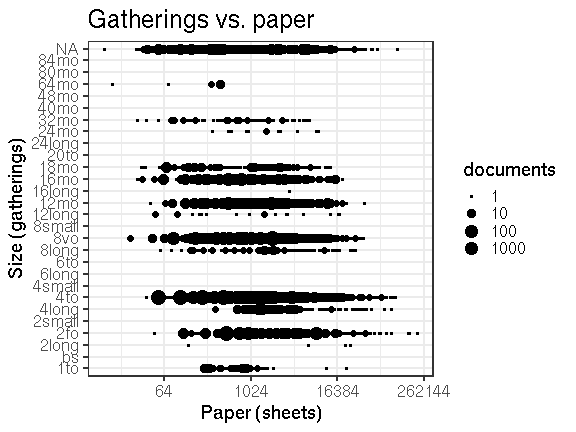 Gatherings vs. paper
NA
84mo
80mo
64mo
48mo
40mo
32mo
24mo
24long
20to
18mo
16mo
16long
12mo
12long
8small
8vo
8long
6to
6long
4small
4to
4long
2small
2fo
2long
bs
1to
Size (gatherings)
64
1024
16384
262144
Paper (sheets)
documents
1
10
100
1000